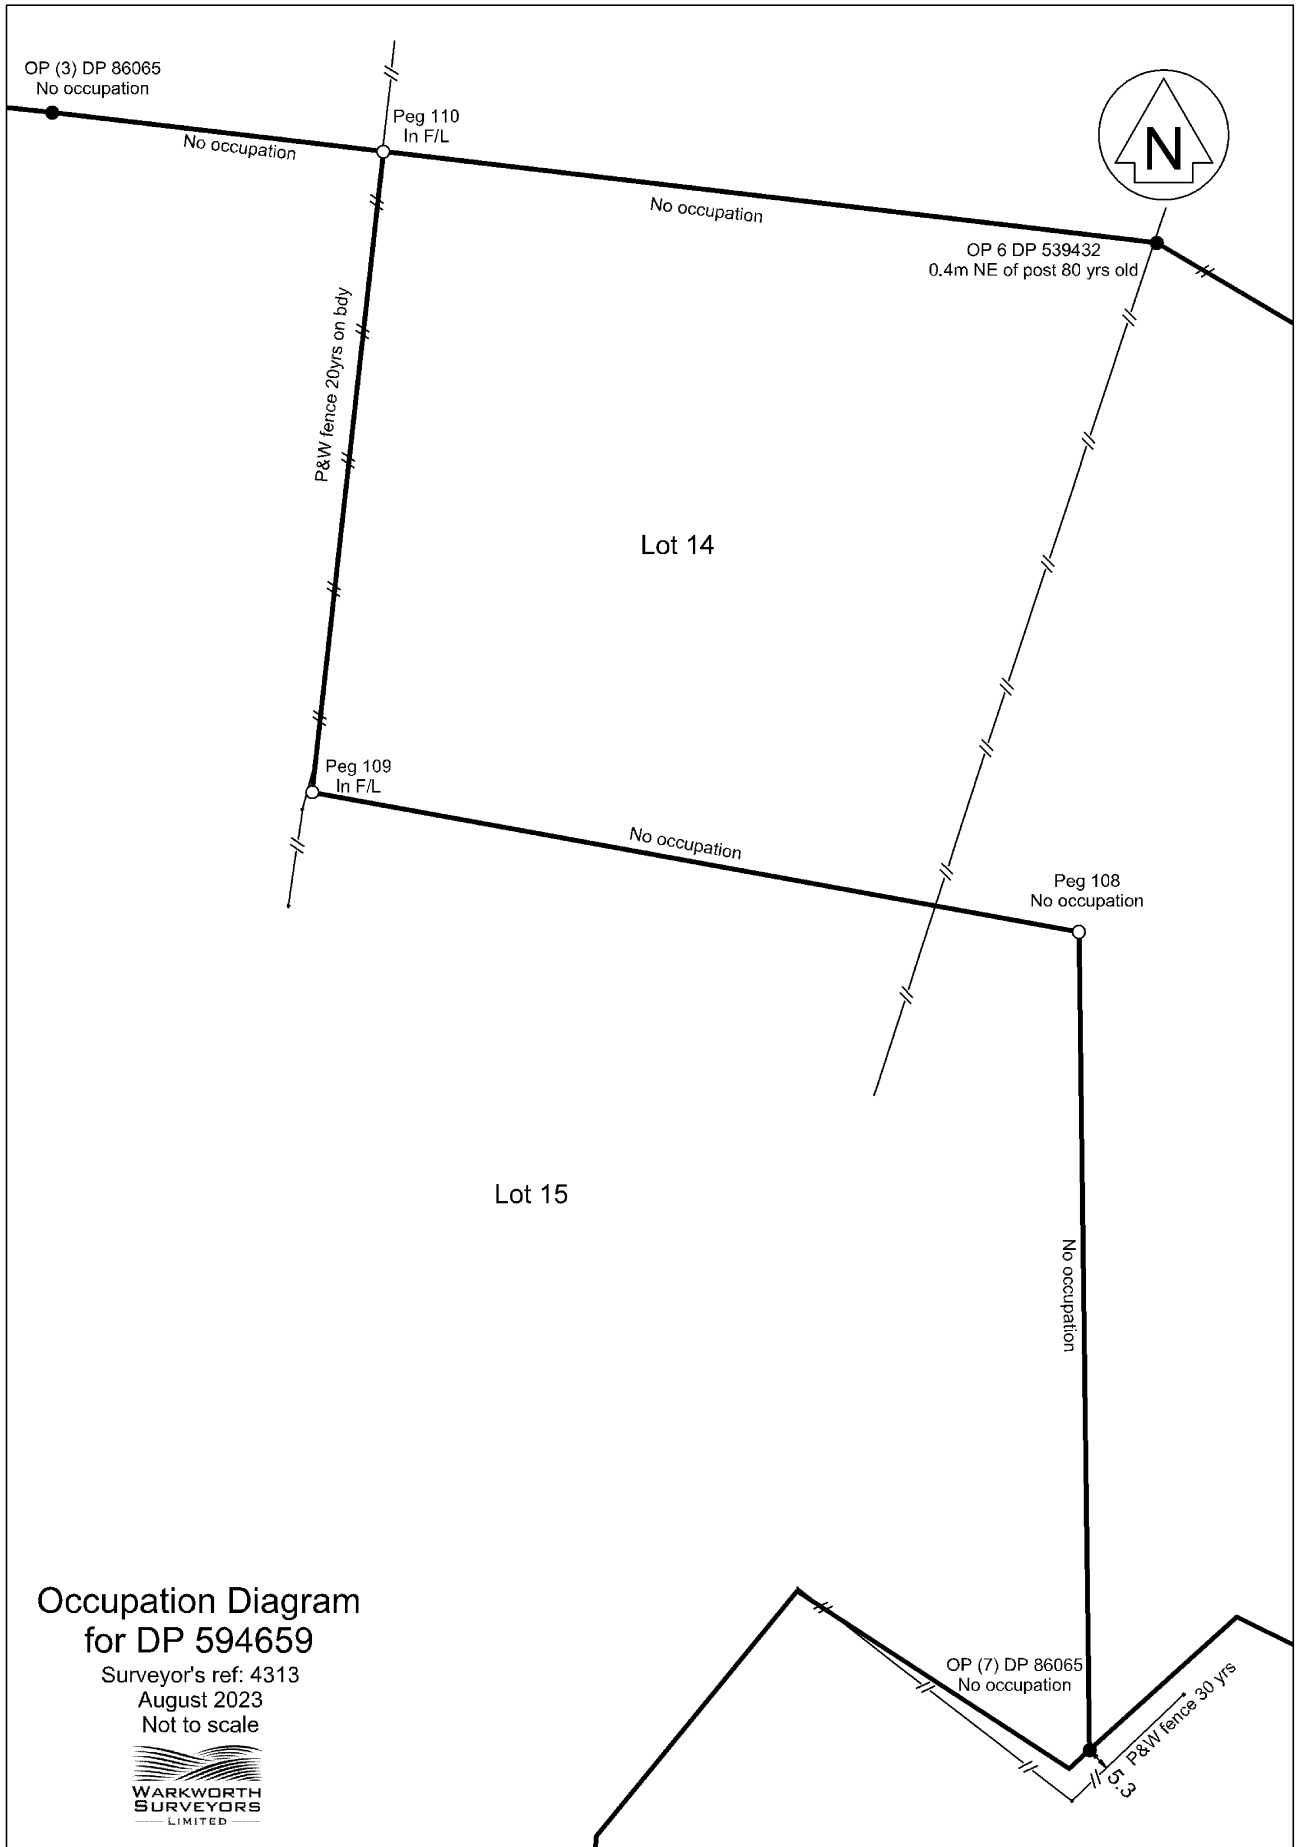 OP (3) DP 86065
No occupation
No occupation
Peg 110
In F/L
N
No occupation
OP 6 DP 539432
0.4m NE of post 80 yrs old
P&W fence 20yrs on bdy
Lot 14
Peg 109
In F/L
No occupation
Peg 108
No occupation
Lot 15
No occupation
OP (7) DP 86065
No occupation
P&W fence 30 yrs
5.3
Occupation Diagram
for DP 594659
Surveyor's ref: 4313
August 2023
Not to scale
WARKWORTH
SURVEYORS
LIMITED